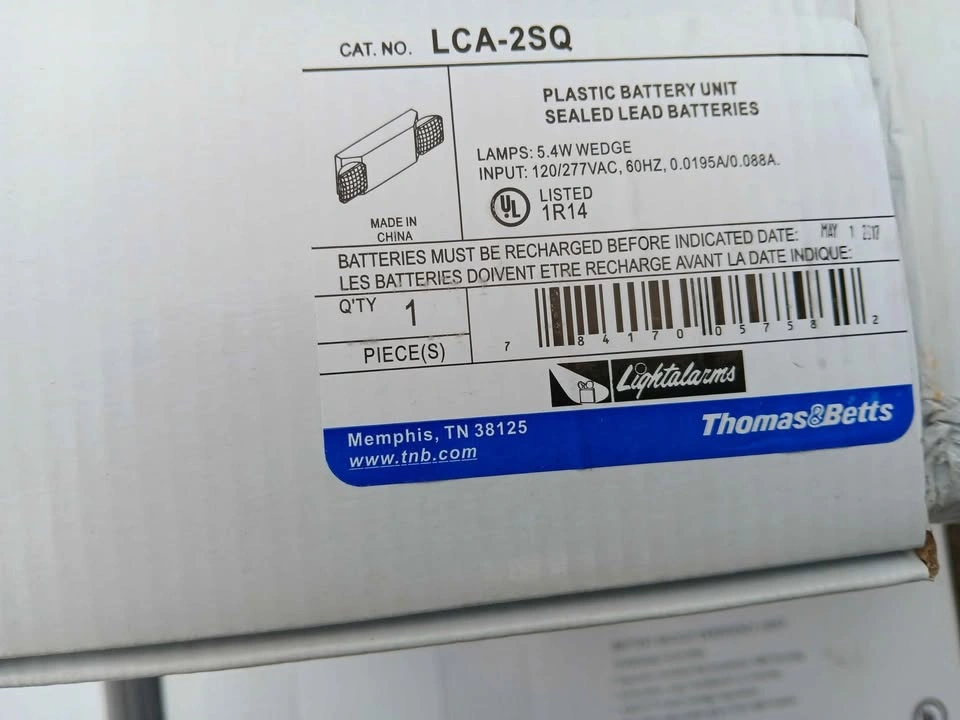 CAT. NO. LCA-2SQ
PLASTIC BATTERY UNIT
SEALED LEAD BATTERIES
LAMPS: 5.4W WEDGE
INPUT: 120/277VAC, 60HZ, 0.0195A/0.088A.
UL LISTED
1R14
MADE IN
CHINA
BATTERIES MUST BE RECHARGED BEFORE INDICATED DATE: MAY 1
LES BATTERIES DOIVENT ETRE RECHARGE AVANT LA DATE INDIQUE:
Q'TY 1
PIECE(S)
7 84170 05758 2
Lightalarms
Thomas&Betts
Memphis, TN 38125
www.tnb.com